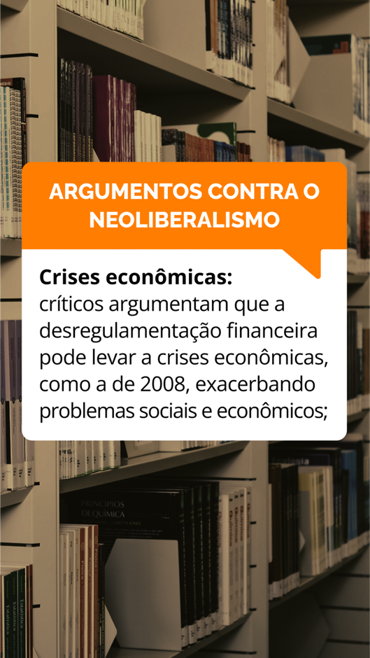 ARGUMENTOS CONTRA O
NEOLIBERALISMO
Crises econômicas:
críticos argumentam que a
desregulamentação financeira
pode levar a crises econômicas,
como a de 2008, exacerbando
problemas sociais e econômicos;
PRINCÍPIOS
DE QUÍMICA